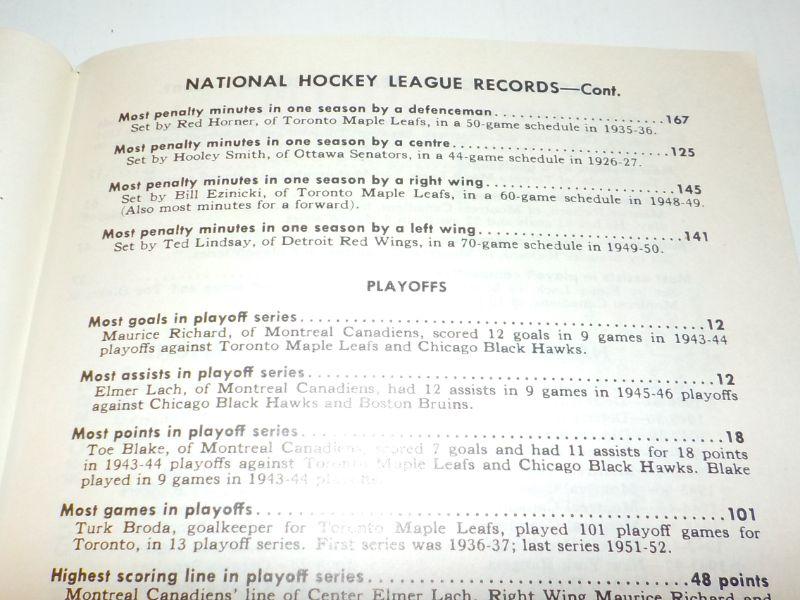 NATIONAL HOCKEY LEAGUE RECORDS—Cont.
Most penalty minutes in one season by a defenceman........................167
Set by Red Horner, of Toronto Maple Leafs, in a 50-game schedule in 1935-36.
Most penalty minutes in one season by a centre..............................125
Set by Hooley Smith, of Ottawa Senators, in a 44-game schedule in 1926-27.
Most penalty minutes in one season by a right wing..........................145
Set by Bill Ezinicki, of Toronto Maple Leafs, in a 60-game schedule in 1948-49.
(Also most minutes for a forward).
Most penalty minutes in one season by a left wing...........................141
Set by Ted Lindsay, of Detroit Red Wings, in a 70-game schedule in 1949-50.
PLAYOFFS
Most goals in playoff series....................................................12
Maurice Richard, of Montreal Canadiens, scored 12 goals in 9 games in 1943-44
playoffs against Toronto Maple Leafs and Chicago Black Hawks.
Most assists in playoff series..................................................12
Elmer Lach, of Montreal Canadiens, had 12 assists in 9 games in 1945-46 playoffs
against Chicago Black Hawks and Boston Bruins.
Most points in playoff series...................................................18
Toe Blake, of Montreal Canadiens, scored 7 goals and had 11 assists for 18 points
in 1943-44 playoffs against Toronto Maple Leafs and Chicago Black Hawks. Blake
played in 9 games in 1943-44 playoffs.
Most games in playoffs........................................................101
Turk Broda, goalkeeper for Toronto Maple Leafs, played 101 playoff games for
Toronto, in 13 playoff series. First series was 1936-37; last series 1951-52.
Highest scoring line in playoff series.....................................48 points
Montreal Canadiens' line of Center Elmer Lach, Right Wing Maurice Richard and